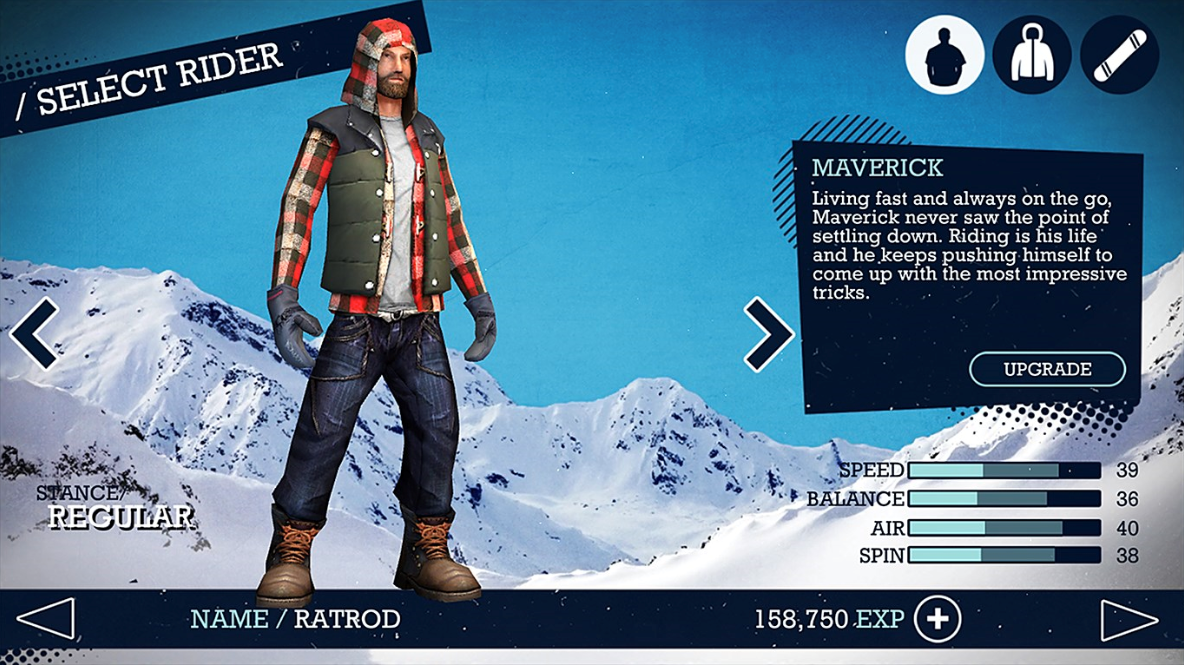 / SELECT RIDER
MAVERICK
Living fast and always on the go,
Maverick never saw the point of
settling down. Riding is his life
and he keeps pushing himself to
come up with the most impressive
tricks.
UPGRADE
SPEED 39
BALANCE 36
AIR 40
SPIN 38
STANCE/
REGULAR
NAME / RATROD
158,750 EXP